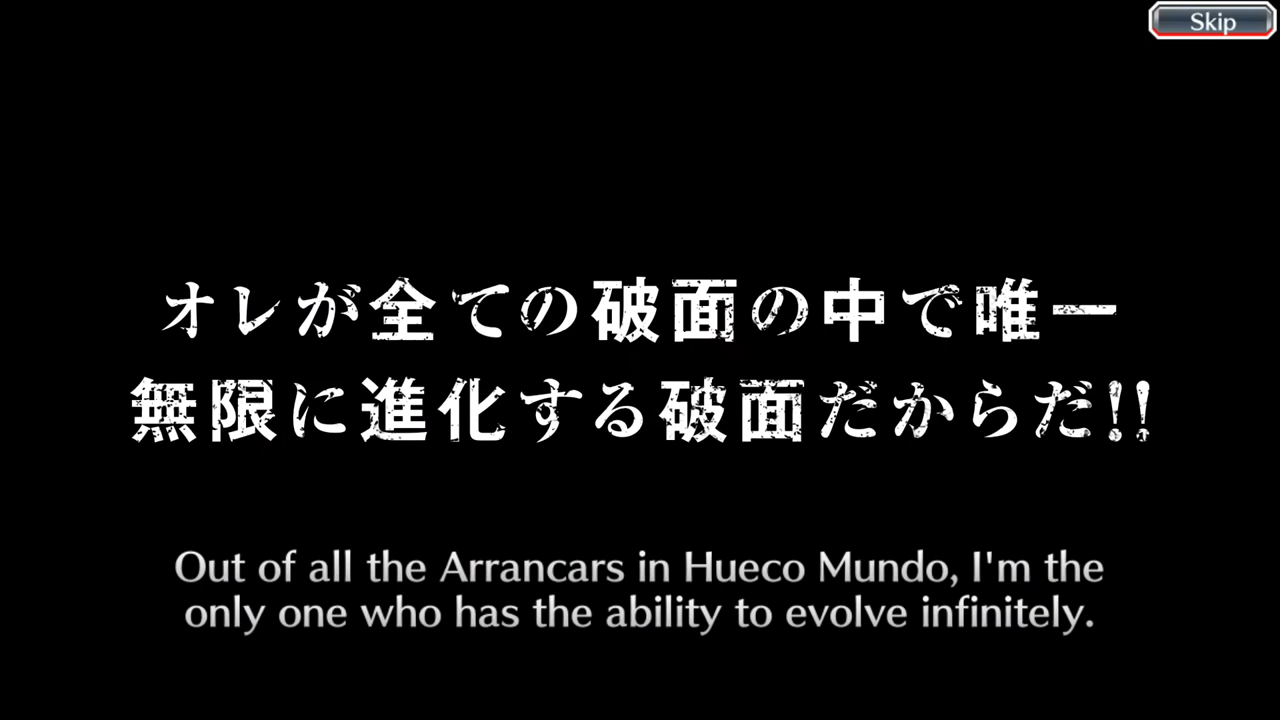 Skip
オレが全ての破面の中で唯一
無限に進化する破面だからだ!!
Out of all the Arrancars in Hueco Mundo, I'm the
only one who has the ability to evolve infinitely.